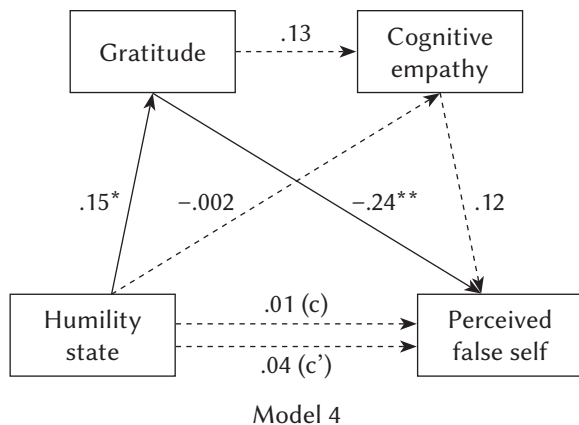 Gratitude
.13
Cognitive
empathy
.15*
−.002
−.24**
.12
Humility
state
.01 (c)
.04 (c’)
Perceived
false self
Model 4